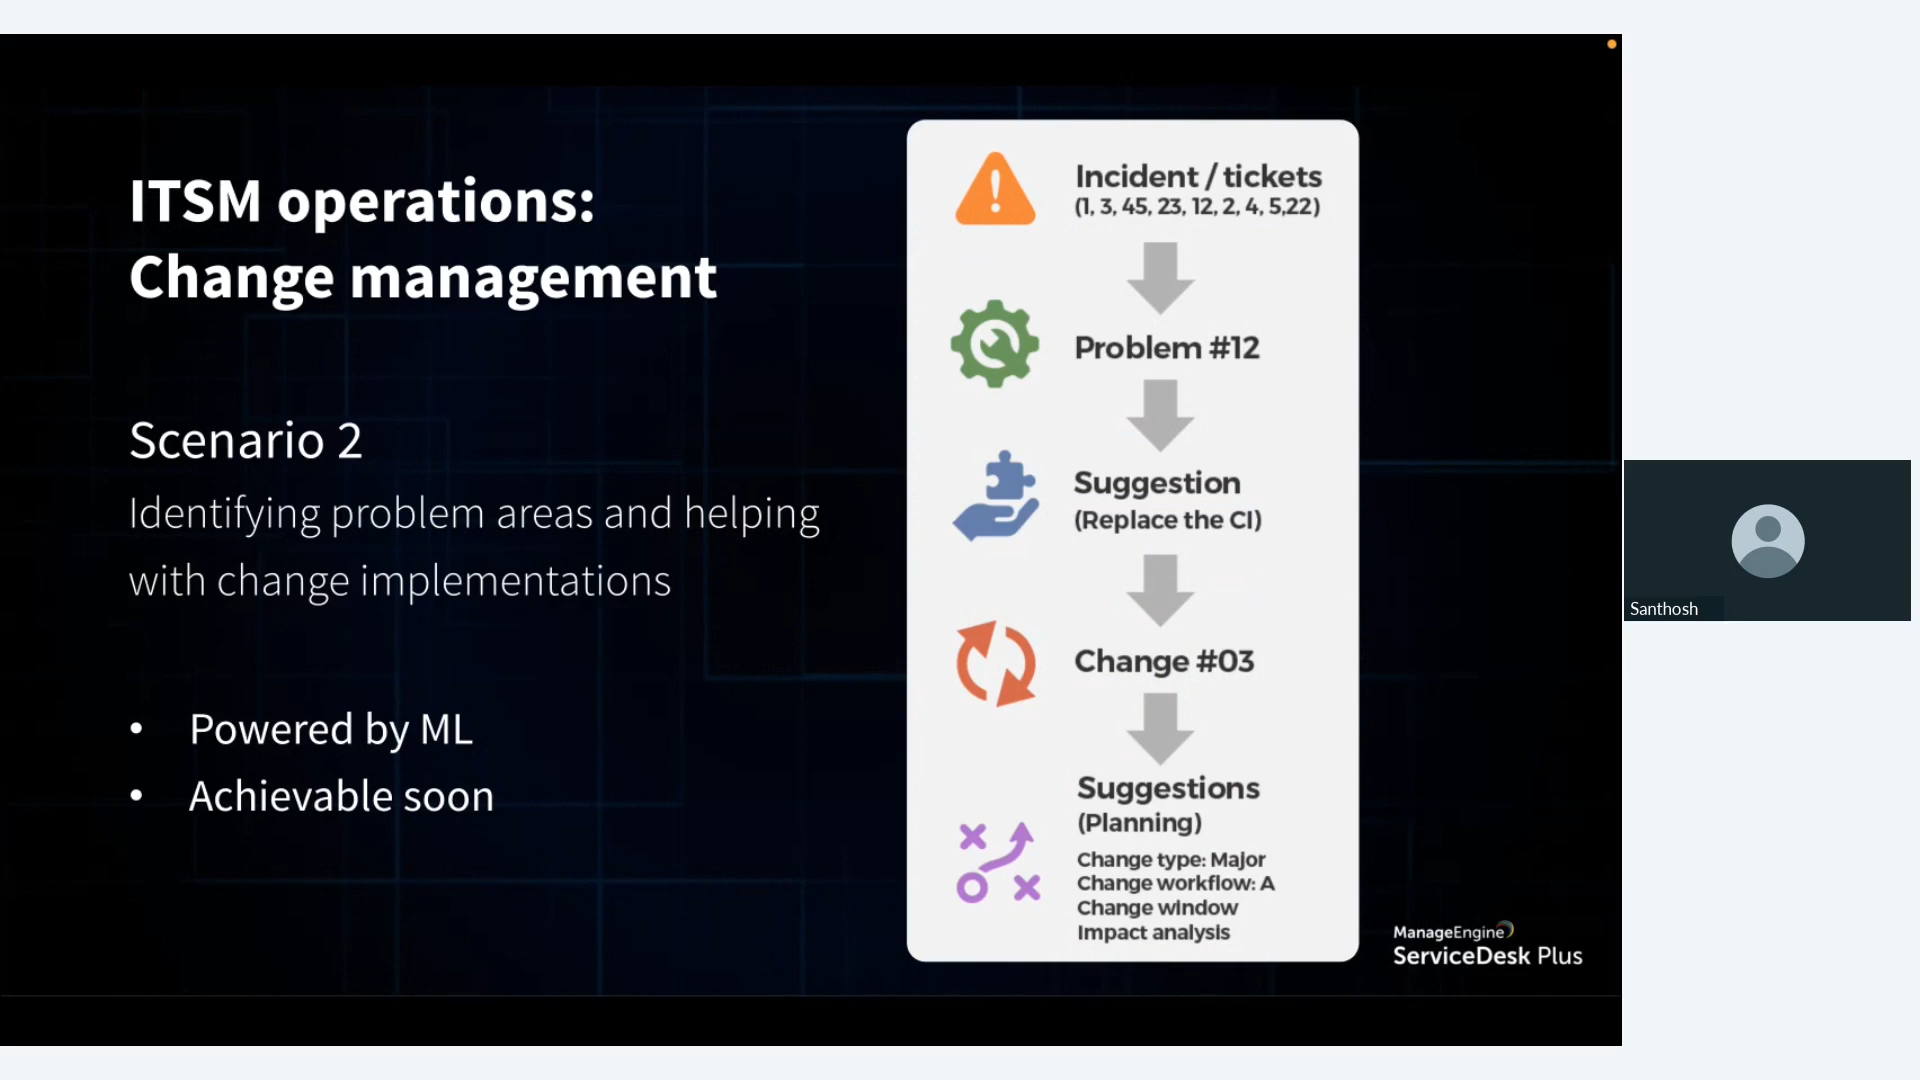 ITSM operations:
Change management
Scenario 2
Identifying problem areas and helping
with change implementations
• Powered by ML
• Achievable soon
Incident / tickets
(1, 3, 45, 23, 12, 2, 4, 5,22)
Problem #12
Suggestion
(Replace the CI)
Change #03
Suggestions
(Planning)
Change type: Major
Change workflow: A
Change window
Impact analysis
ManageEngine
ServiceDesk Plus
Santhosh